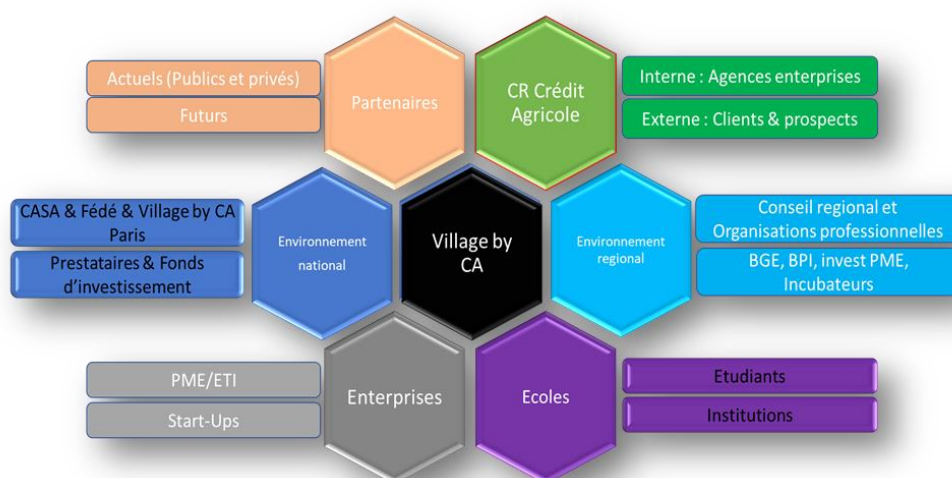 Actuels (Publics et privés)
Futurs
Partenaires
CR Crédit
Agricole
Interne : Agences enterprises
Externe : Clients & prospects
CASA & Fédé & Village by CA
Paris
Prestataires & Fonds
d'investissement
Environnement
national
Village by
CA
Environnement
regional
Conseil regional et
Organisations professionnelles
BGE, BPI, invest PME,
Incubateurs
PME/ETI
Start-Ups
Enterprises
Ecoles
Etudiants
Institutions